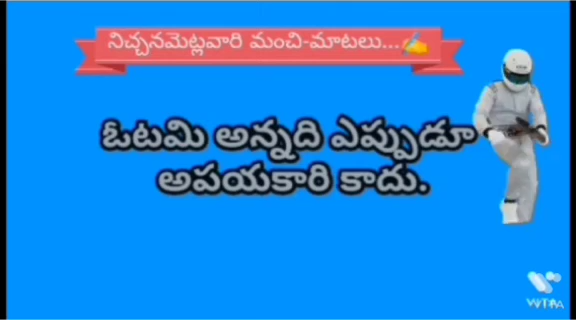 నిచ్చనమెట్లవారి మంచి-మాటలు...✍
ఓటమి అన్నది ఎప్పుడూ
అపయకారి కాదు.